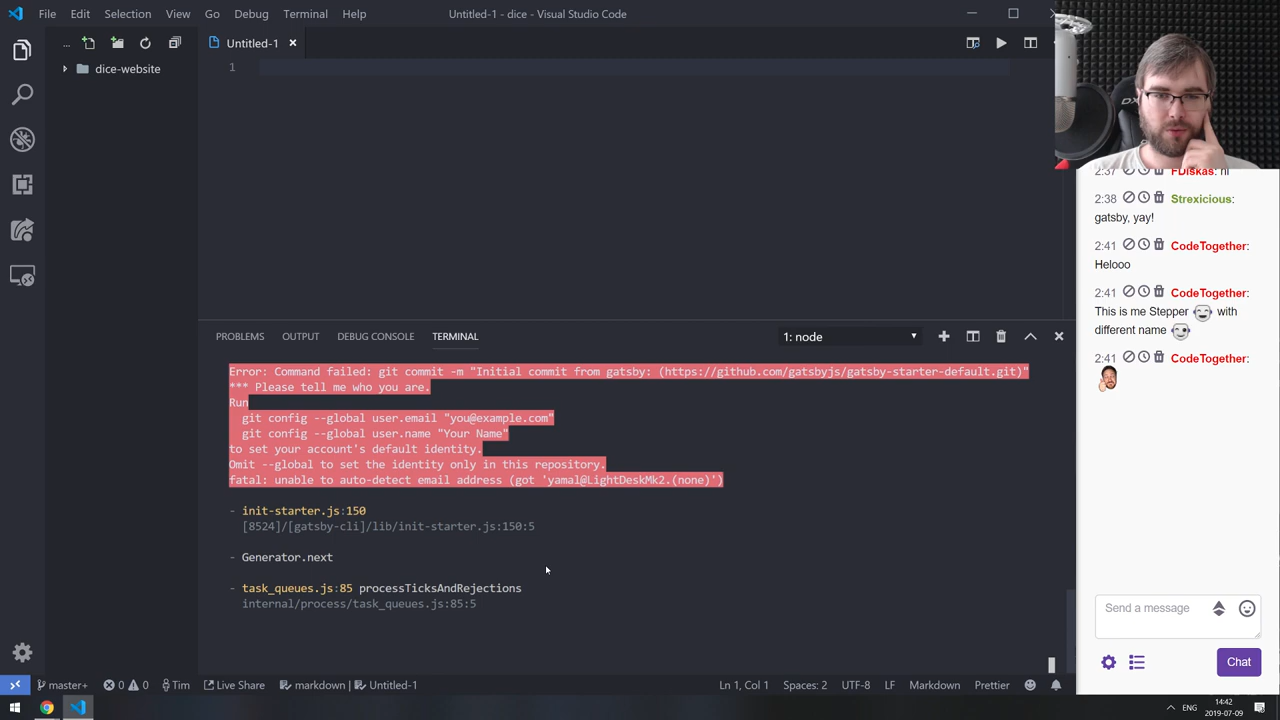 File Edit Selection View Go Debug Terminal Help
Untitled-1 - dice - Visual Studio Code
...
dice-website
Untitled-1
1
PROBLEMS OUTPUT DEBUG CONSOLE TERMINAL
1: node
Error: Command failed: git commit -m "Initial commit from gatsby: (https://github.com/gatsbyjs/gatsby-starter-default.git)"
*** Please tell me who you are.
Run
git config --global user.email "you@example.com"
git config --global user.name "Your Name"
to set your account's default identity.
Omit --global to set the identity only in this repository.
fatal: unable to auto-detect email address (got 'yamal@LightDeskMk2.(none)')
- init-starter.js:150
[8524]/[gatsby-cli]/lib/init-starter.js:150:5
- Generator.next
- task_queues.js:85 processTicksAndRejections
internal/process/task_queues.js:85:5
master+ 0 0 Tim Live Share markdown | Untitled-1
Ln 1, Col 1 Spaces: 2 UTF-8 LF Markdown Prettier
2:37 FDiskas: hi
2:38 Strexicious:
gatsby, yay!
2:41 CodeTogether:
Helooo
2:41 CodeTogether:
This is me Stepper with
different name
2:41 CodeTogether:
Send a message
Chat
ENG
14:42
2019-07-09